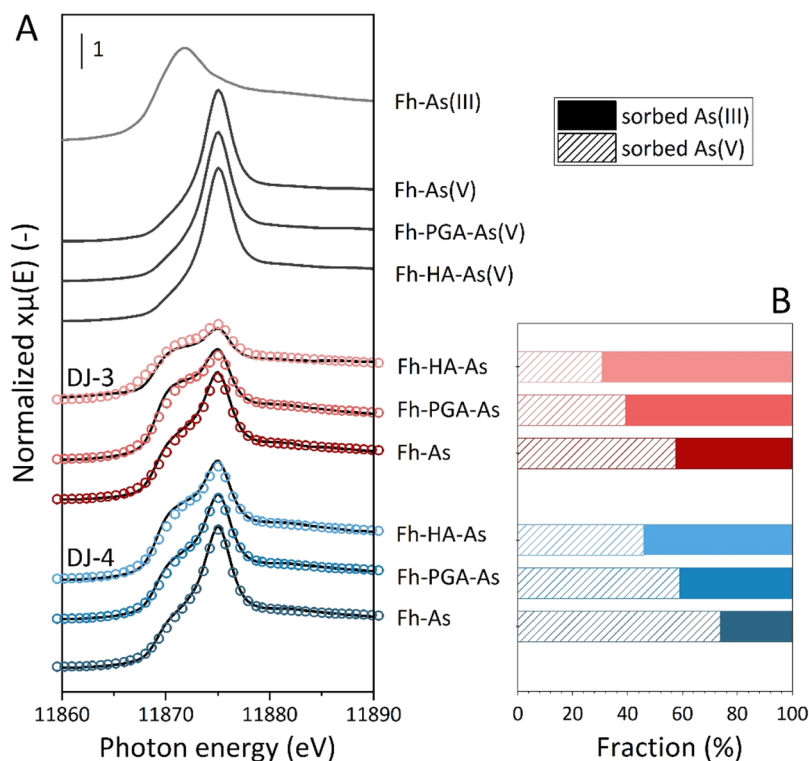 A
1
Fh-As(III)
Fh-As(V)
Fh-PGA-As(V)
Fh-HA-As(V)
DJ-3
Fh-HA-As
Fh-PGA-As
Fh-As
DJ-4
Fh-HA-As
Fh-PGA-As
Fh-As
Normalized xμ(E) (-)
11860 11870 11880 11890
Photon energy (eV)
sorbed As(III)
sorbed As(V)
B
0 20 40 60 80 100
Fraction (%)